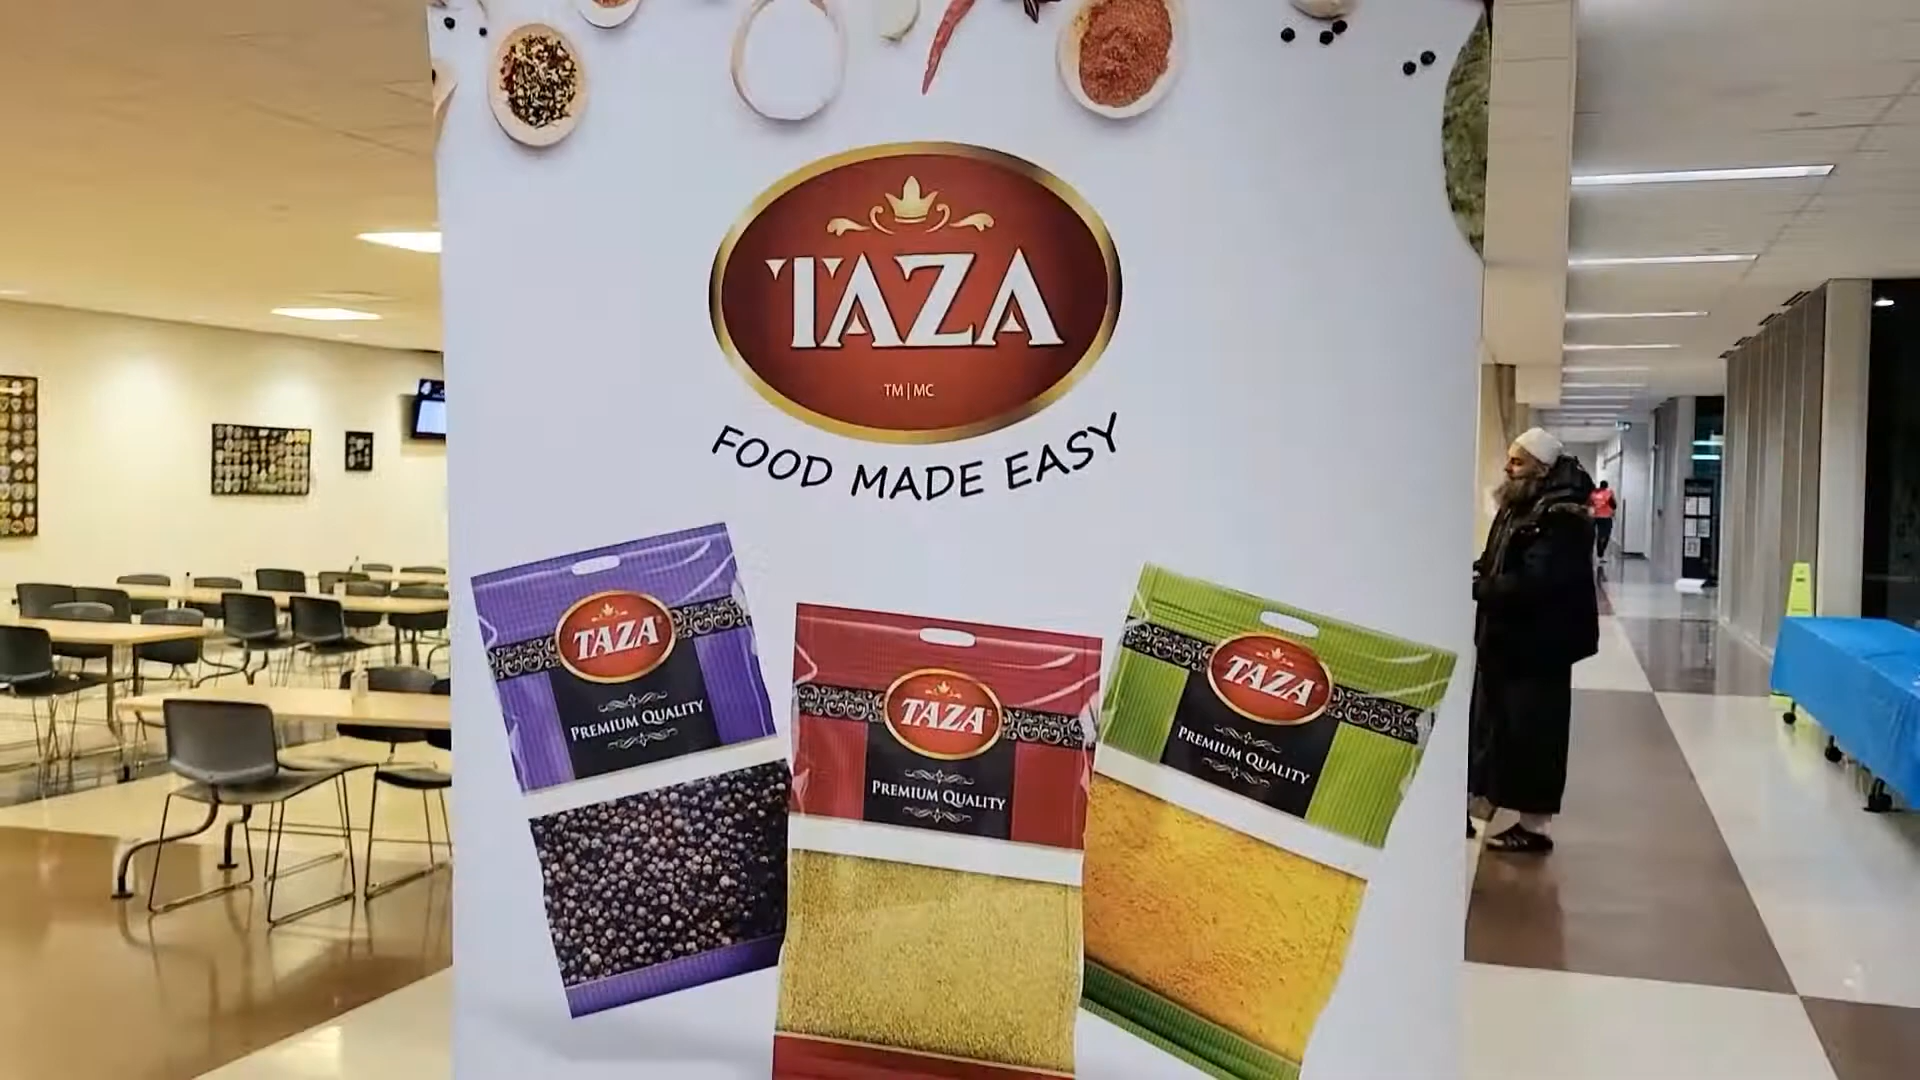 TAZA
TM|MC
FOOD MADE EASY
TAZA
PREMIUM QUALITY
TAZA
PREMIUM QUALITY
TAZA
PREMIUM QUALITY